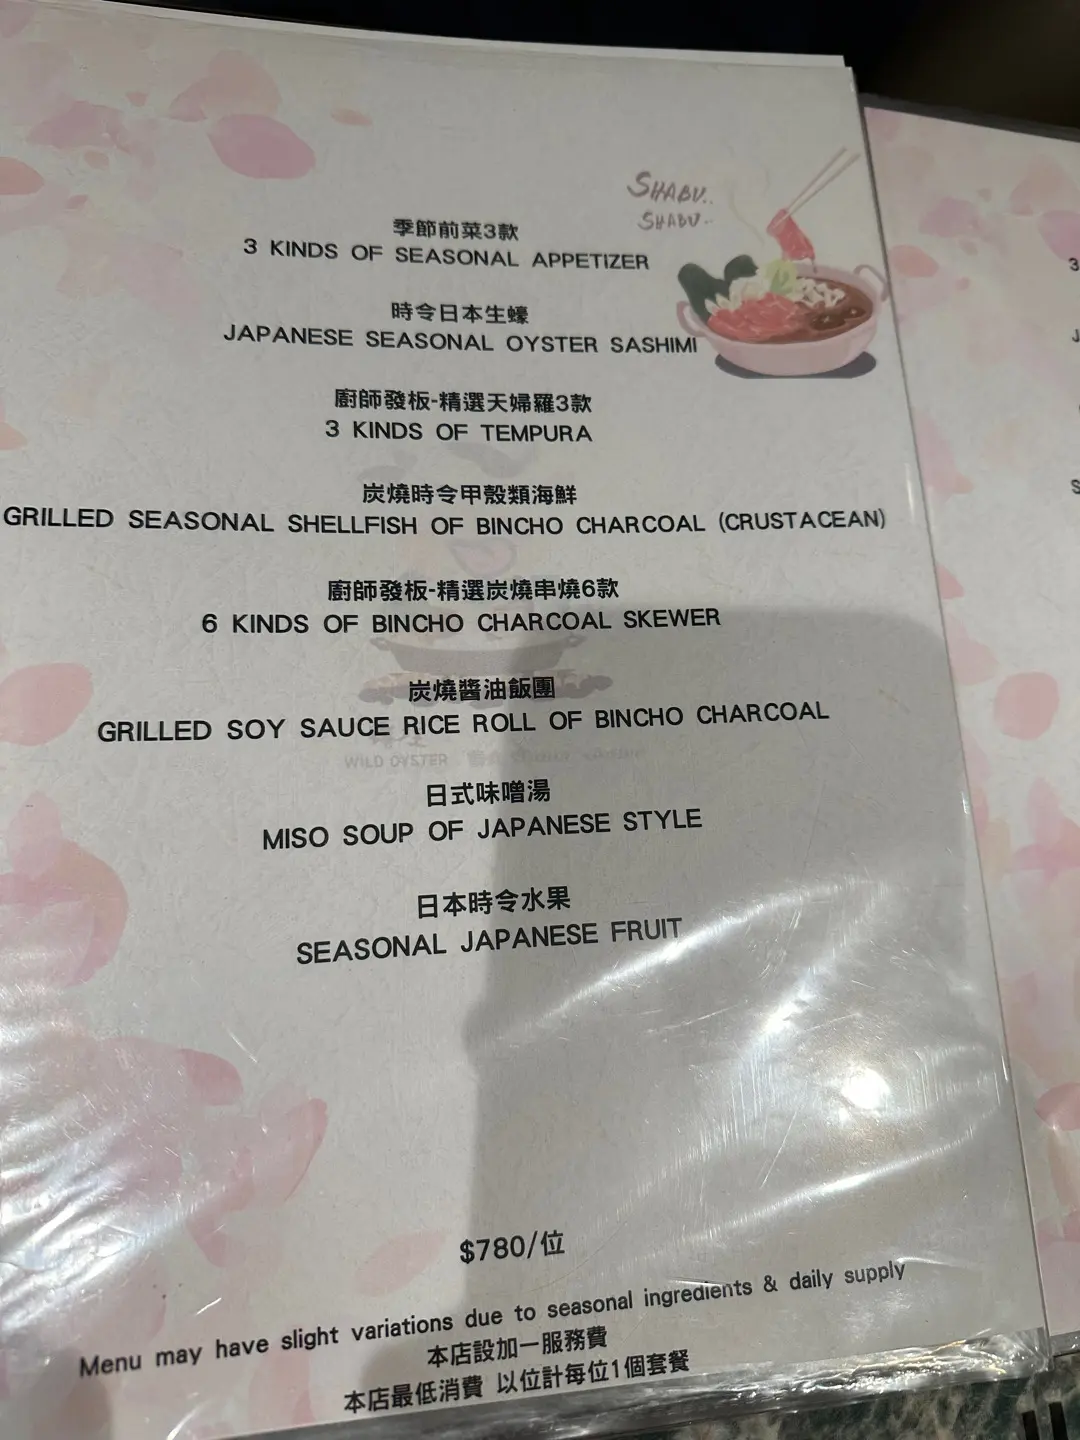 SHABU..
SHABU..
季節前菜3款
3 KINDS OF SEASONAL APPETIZER
時令日本生蠔
JAPANESE SEASONAL OYSTER SASHIMI
廚師發板-精選天婦羅3款
3 KINDS OF TEMPURA
炭燒時令甲殼類海鮮
GRILLED SEASONAL SHELLFISH OF BINCHO CHARCOAL (CRUSTACEAN)
廚師發板-精選炭燒串燒6款
6 KINDS OF BINCHO CHARCOAL SKEWER
炭燒醬油飯團
GRILLED SOY SAUCE RICE ROLL OF BINCHO CHARCOAL
WILD OYSTER
日式味噌湯
MISO SOUP OF JAPANESE STYLE
日本時令水果
SEASONAL JAPANESE FRUIT
$780/位
Menu may have slight variations due to seasonal ingredients & daily supply
本店設加一服務費
本店最低消費 以位計每位1個套餐